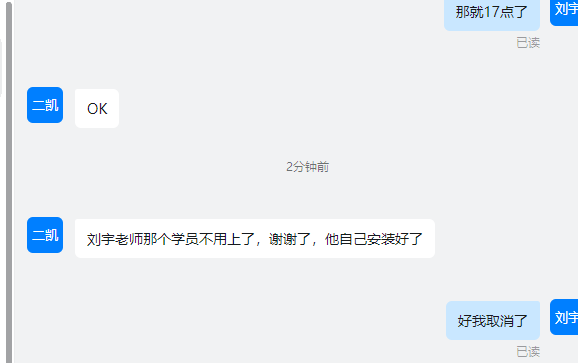 那就17点了
刘宇
已读
二凯
OK
2分钟前
二凯
刘宇老师那个学员不用上了，谢谢了，他自己安装好了
好我取消了
刘宇
已读